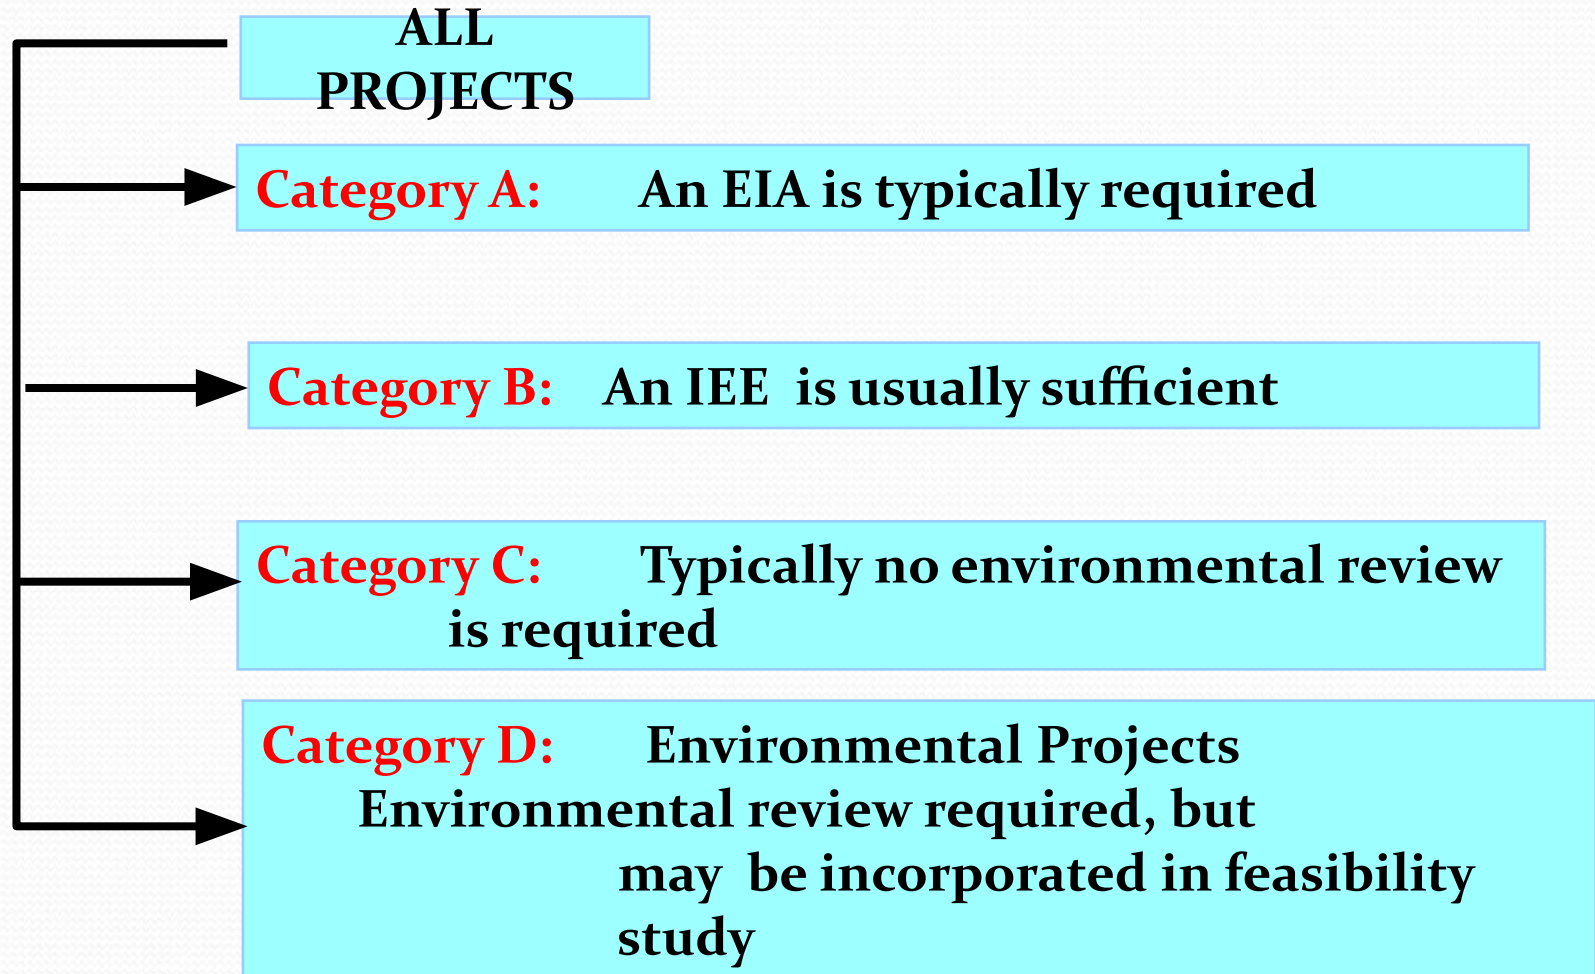 ALL
PROJECTS
Category A: An EIA is typically required
Category B: An IEE is usually sufficient
Category C: Typically no environmental review
is required
Category D: Environmental Projects
Environmental review required, but
may be incorporated in feasibility
study